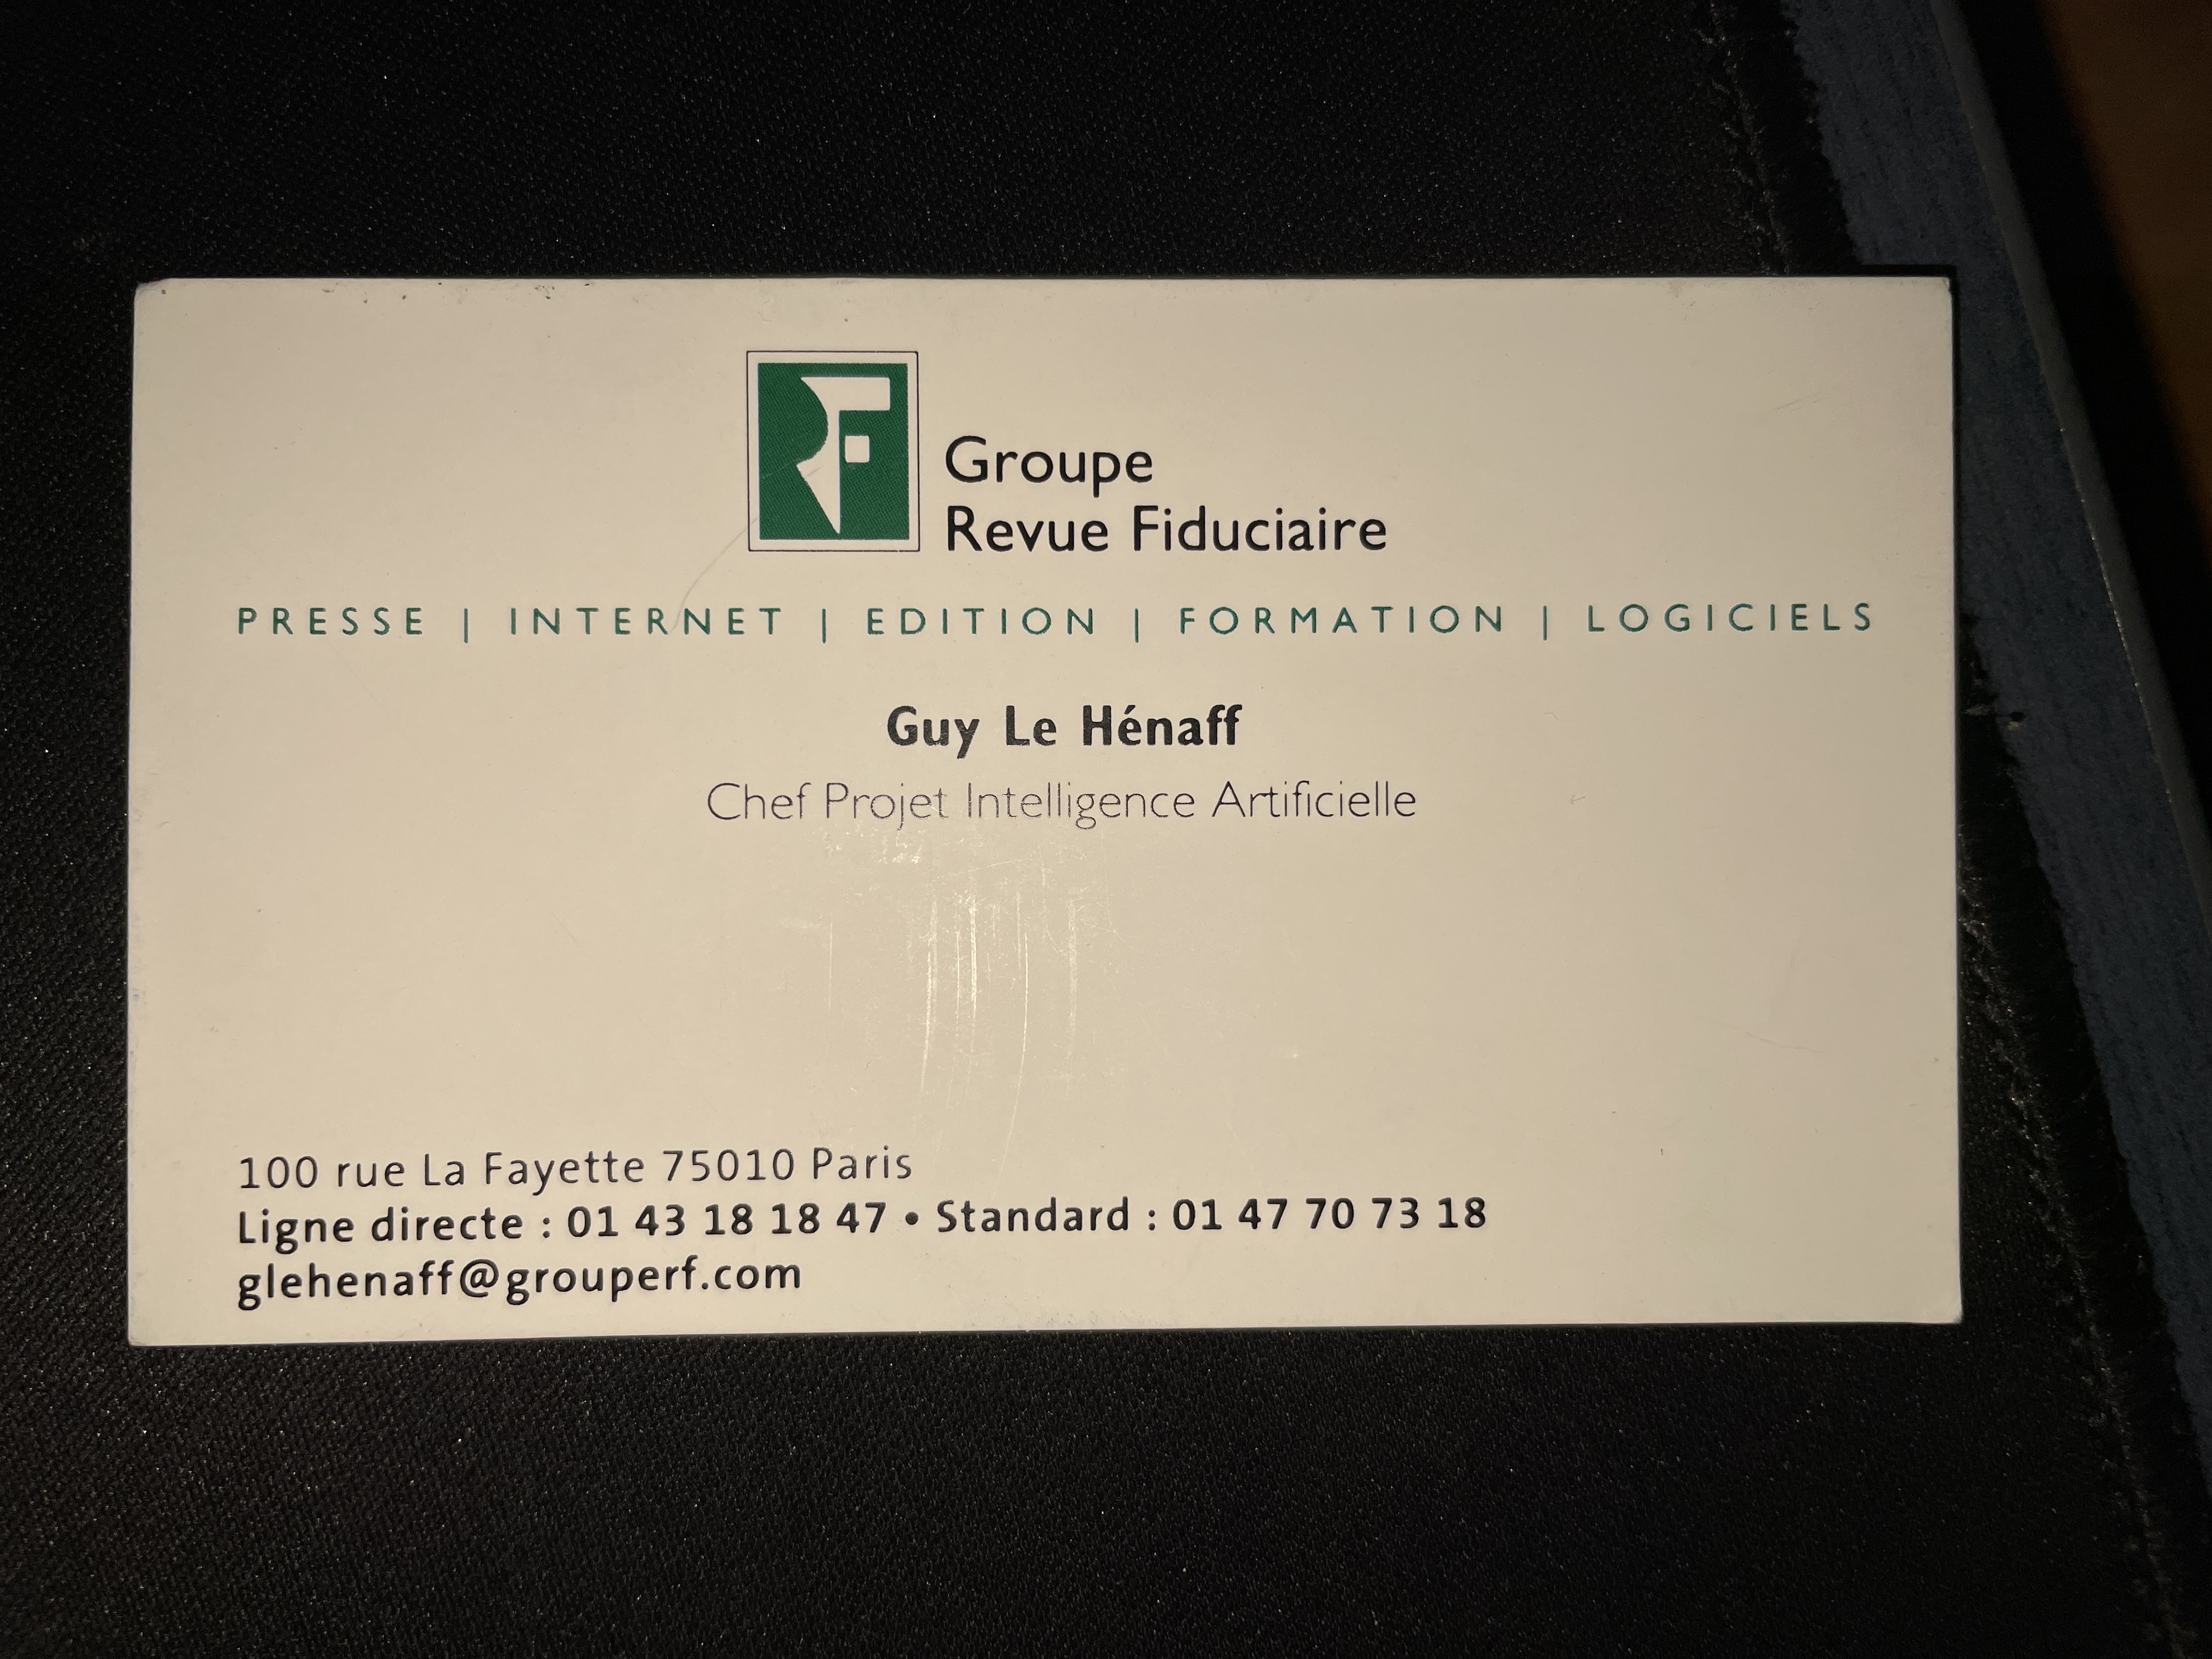 RF
Groupe
Revue Fiduciaire
PRESSE | INTERNET | EDITION | FORMATION | LOGICIELS
Guy Le Hénaff
Chef Projet Intelligence Artificielle
100 rue La Fayette 75010 Paris
Ligne directe : 01 43 18 18 47 • Standard : 01 47 70 73 18
glehenaff@grouperf.com